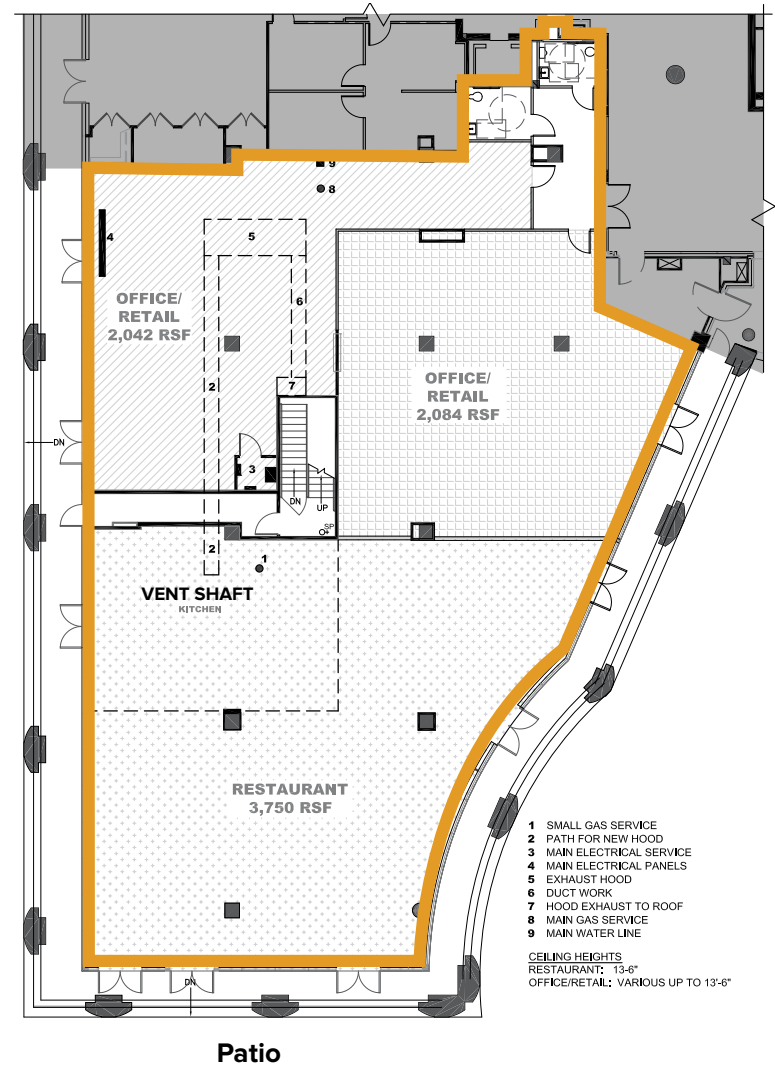 9
8
4
5
OFFICE/
RETAIL
2,042 RSF
6
2
7
OFFICE/
RETAIL
2,084 RSF
DN
3
DN
UP
SP
2
1
VENT SHAFT
KITCHEN
RESTAURANT
3,750 RSF
1 SMALL GAS SERVICE
2 PATH FOR NEW HOOD
3 MAIN ELECTRICAL SERVICE
4 MAIN ELECTRICAL PANELS
5 EXHAUST HOOD
6 DUCT WORK
7 HOOD EXHAUST TO ROOF
8 MAIN GAS SERVICE
9 MAIN WATER LINE
CEILING HEIGHTS
RESTAURANT: 13-6"
OFFICE/RETAIL: VARIOUS UP TO 13'-6"
DN
Patio